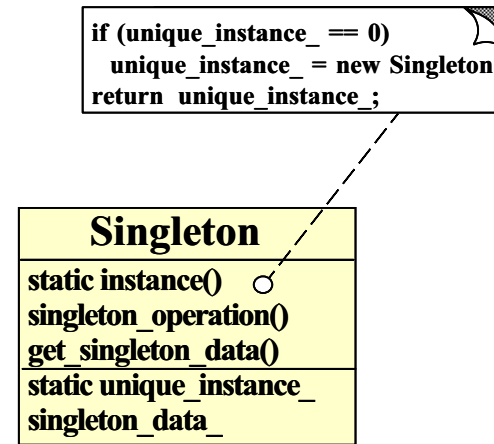 if (unique_instance_ == 0)
unique_instance_ = new Singleton
return unique_instance_;
Singleton
static instance()
singleton_operation()
get_singleton_data()
static unique_instance_
singleton_data_